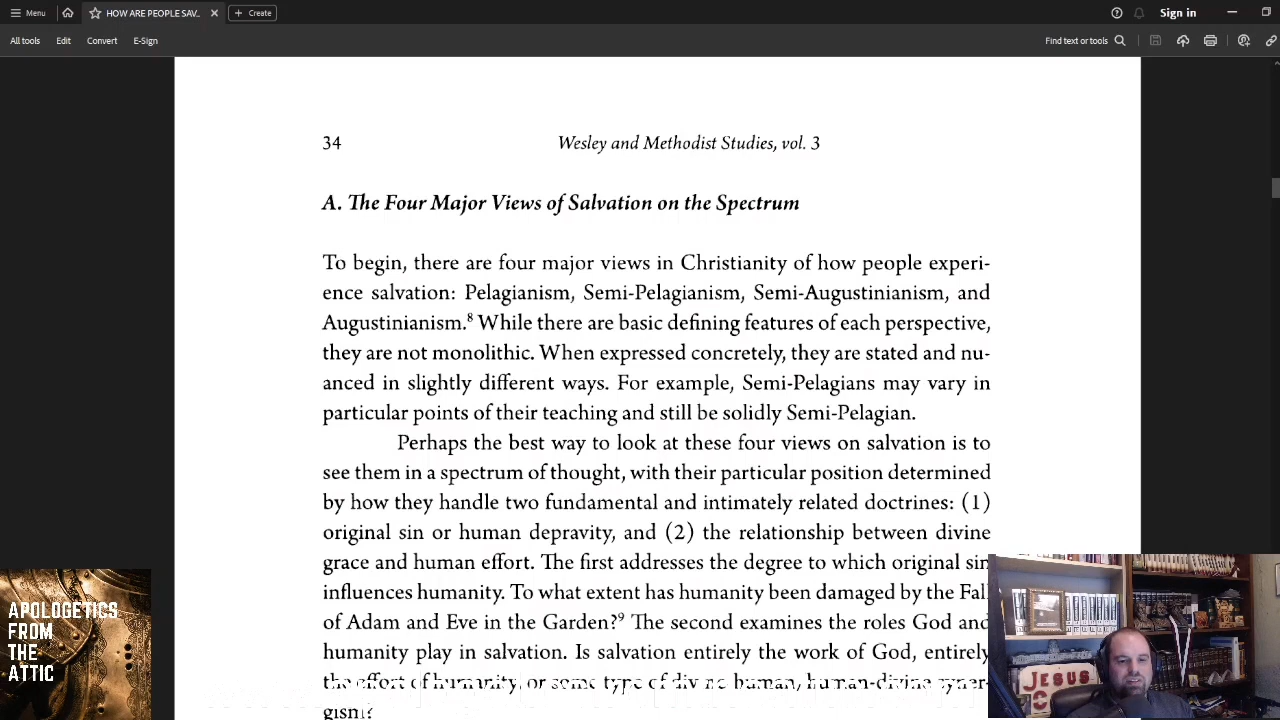 Menu
HOW ARE PEOPLE SAV..
Create
Sign in
All tools Edit Convert E-Sign
Find text or tools
34 Wesley and Methodist Studies, vol. 3
A. The Four Major Views of Salvation on the Spectrum
To begin, there are four major views in Christianity of how people experi-
ence salvation: Pelagianism, Semi-Pelagianism, Semi-Augustinianism, and
Augustinianism.⁸ While there are basic defining features of each perspective,
they are not monolithic. When expressed concretely, they are stated and nu-
anced in slightly different ways. For example, Semi-Pelagians may vary in
particular points of their teaching and still be solidly Semi-Pelagian.
Perhaps the best way to look at these four views on salvation is to
see them in a spectrum of thought, with their particular position determined
by how they handle two fundamental and intimately related doctrines: (1)
original sin or human depravity, and (2) the relationship between divine
grace and human effort. The first addresses the degree to which original sin
influences humanity. To what extent has humanity been damaged by the Fall
of Adam and Eve in the Garden?⁹ The second examines the roles God and
humanity play in salvation. Is salvation entirely the work of God, entirely
the effort of humanity, or some type of divine-human, human-divine syner-
gism?
APOLOGETICS
FROM
THE
ATTIC
JESUS